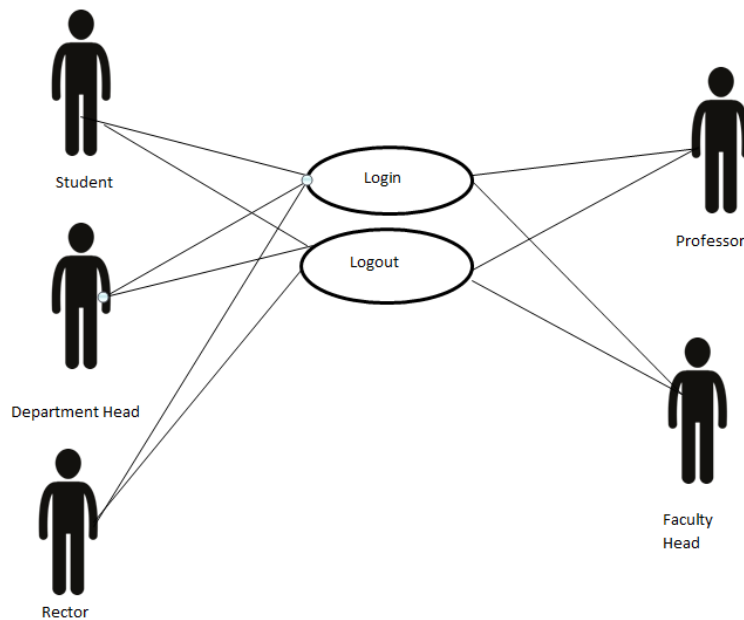 Student
Login
Professor
Logout
Department Head
Faculty
Head
Rector